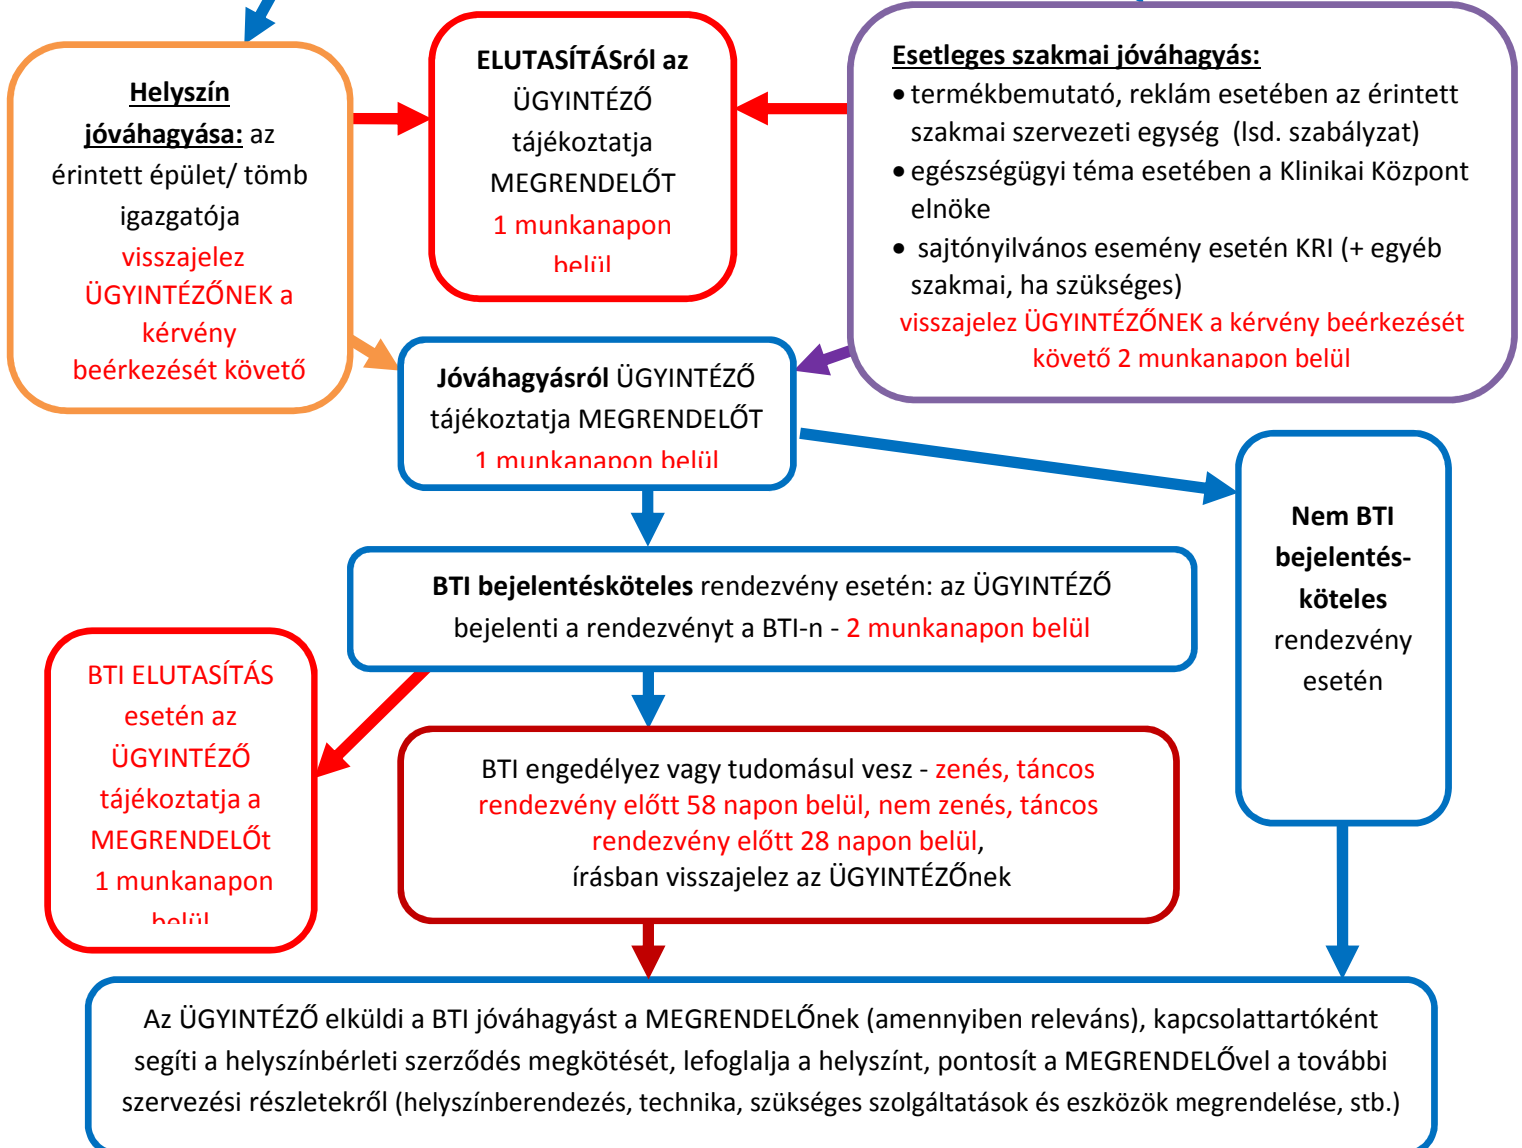 Helyszín
jóváhagyása: az
érintett épület/ tömb
igazgatója
visszajelez
ÜGYINTÉZŐNEK a
kérvény
beérkezését követő
ELUTASÍTÁSról az
ÜGYINTÉZŐ
tájékoztatja
MEGRENDELŐT
1 munkanapon
belül
Esetleges szakmai jóváhagyás:
• termékbemutató, reklám esetében az érintett
szakmai szervezeti egység (lsd. szabályzat)
• egészségügyi téma esetében a Klinikai Központ
elnöke
• sajtónyilvános esemény esetén KRI (+ egyéb
szakmai, ha szükséges)
visszajelez ÜGYINTÉZŐNEK a kérvény beérkezését
követő 2 munkanapon belül
Jóváhagyásról ÜGYINTÉZŐ
tájékoztatja MEGRENDELŐT
1 munkanapon belül
Nem BTI
bejelentés-
köteles
rendezvény
esetén
BTI bejelentésköteles rendezvény esetén: az ÜGYINTÉZŐ
bejelenti a rendezvényt a BTI-n - 2 munkanapon belül
BTI ELUTASÍTÁS
esetén az
ÜGYINTÉZŐ
tájékoztatja a
MEGRENDELŐt
1 munkanapon
belül
BTI engedélyez vagy tudomásul vesz - zenés, táncos
rendezvény előtt 58 napon belül, nem zenés, táncos
rendezvény előtt 28 napon belül,
írásban visszajelez az ÜGYINTÉZŐnek
Az ÜGYINTÉZŐ elküldi a BTI jóváhagyást a MEGRENDELŐnek (amennyiben releváns), kapcsolattartóként
segíti a helyszínbérleti szerződés megkötését, lefoglalja a helyszínt, pontosít a MEGRENDELŐvel a további
szervezési részletekről (helyszínberendezés, technika, szükséges szolgáltatások és eszközök megrendelése, stb.)